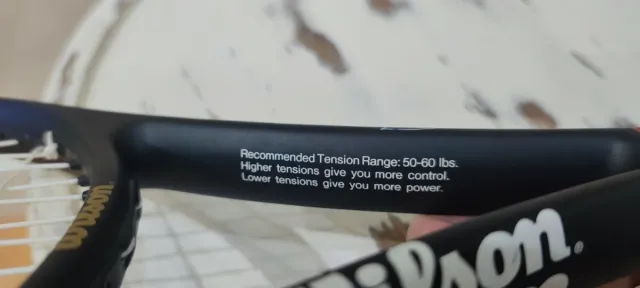 Recommended Tension Range: 50-60 lbs.
Higher tensions give you more control.
Lower tensions give you more power.
Wilson
Wilson.